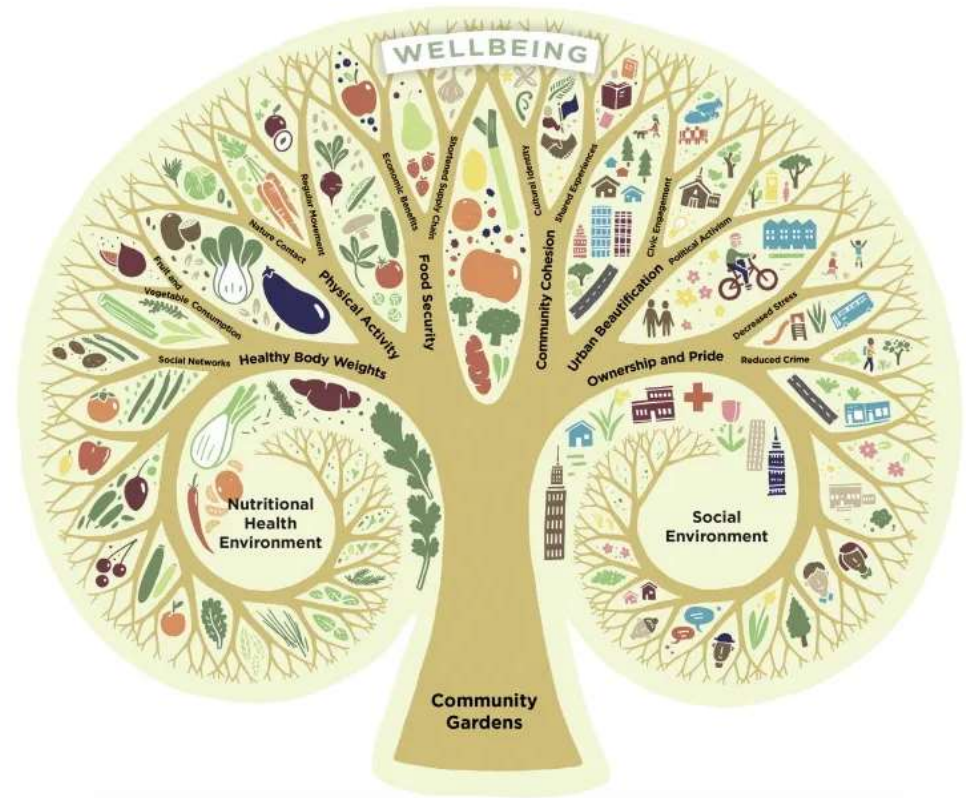 WELLBEING
Fruit and
Vegetable Consumption
Social Networks
Nature Contact
Regular Movement
Economic Benefits
Shortened Supply Chain
Healthy Body Weights
Physical Activity
Food Security
Cultural Identity
Shared Experiences
Civic Engagement
Political Activism
Decreased Stress
Reduced Crime
Community Cohesion
Urban Beautification
Ownership and Pride
Nutritional
Health
Environment
Social
Environment
Community
Gardens